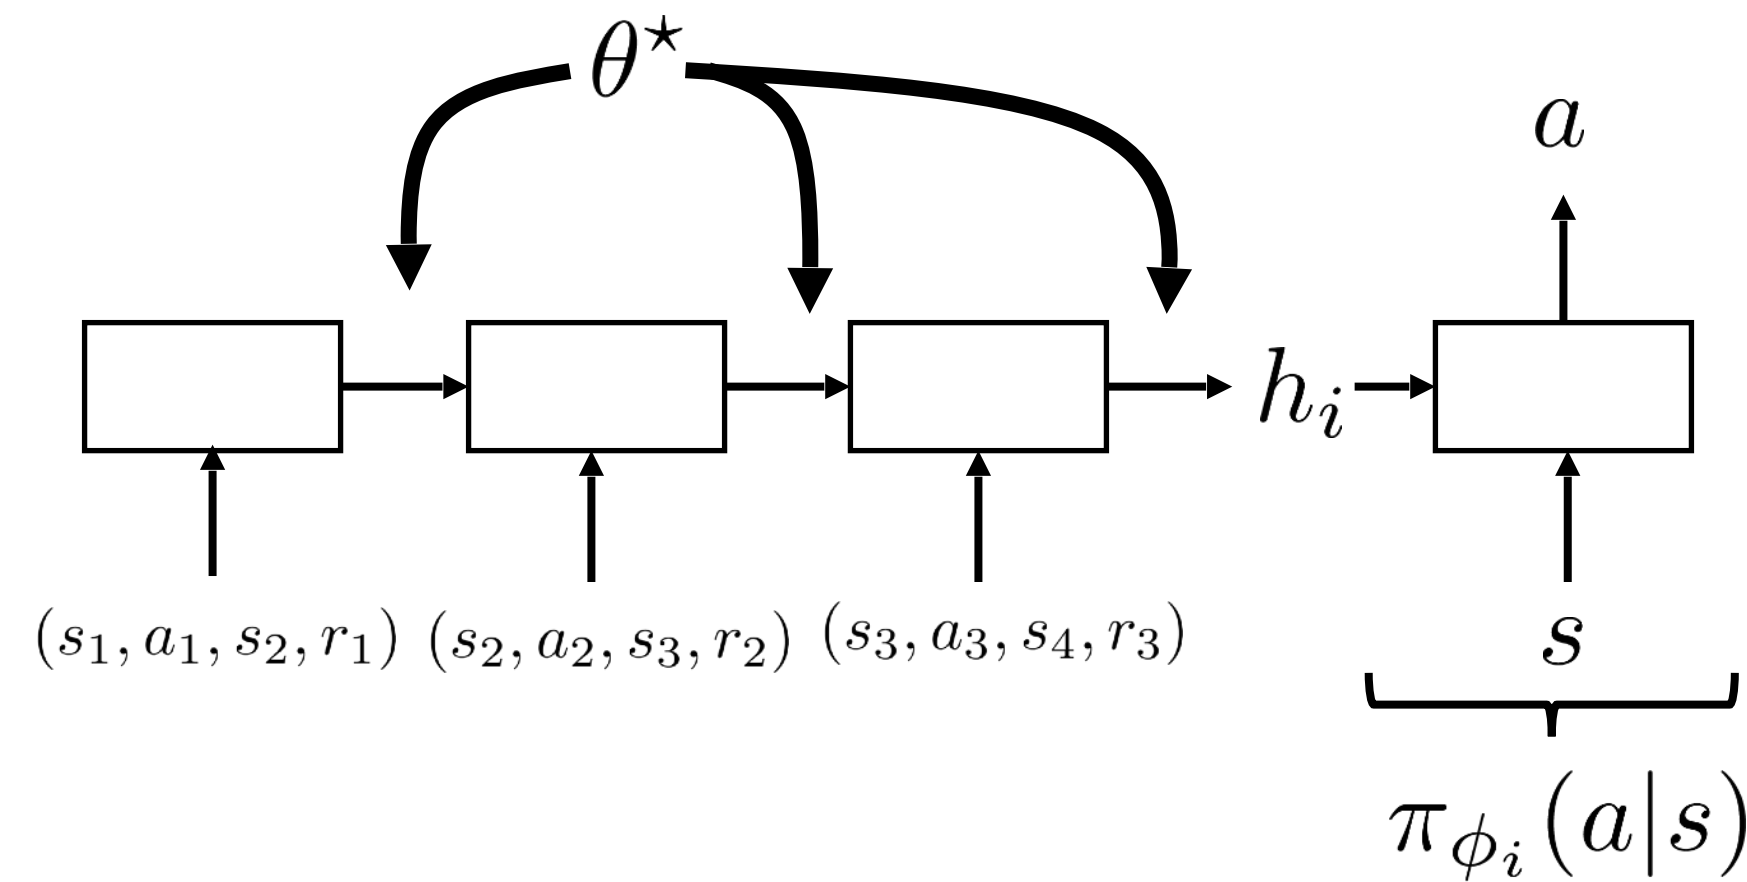 θ⋆
a
h_i
(s_1, a_1, s_2, r_1) (s_2, a_2, s_3, r_2) (s_3, a_3, s_4, r_3)
s
π_{ϕ_i}(a|s)